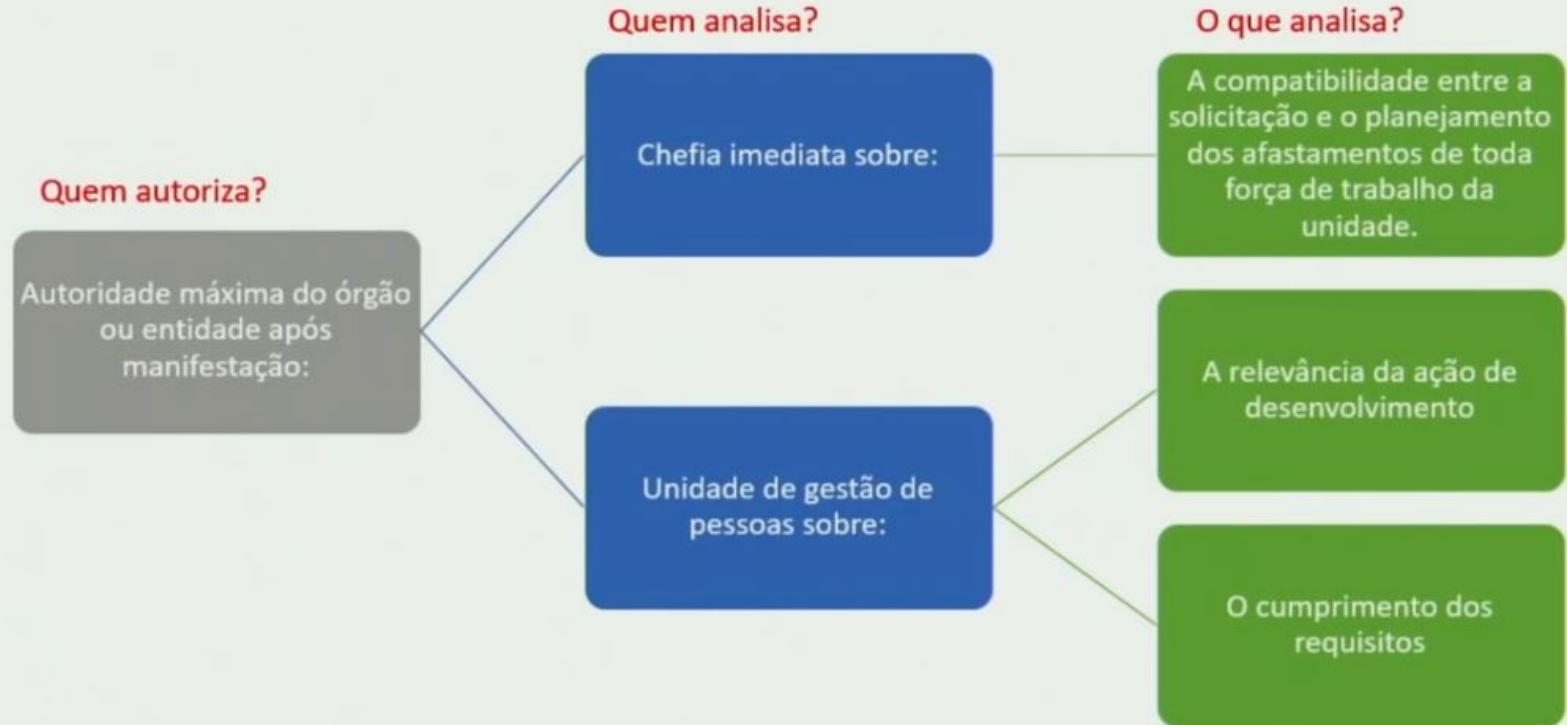 Quem autoriza?
Autoridade máxima do órgão
ou entidade após
manifestação:
Quem analisa?
Chefia imediata sobre:
Unidade de gestão de
pessoas sobre:
O que analisa?
A compatibilidade entre a
solicitação e o planejamento
dos afastamentos de toda
força de trabalho da
unidade.
A relevância da ação de
desenvolvimento
O cumprimento dos
requisitos